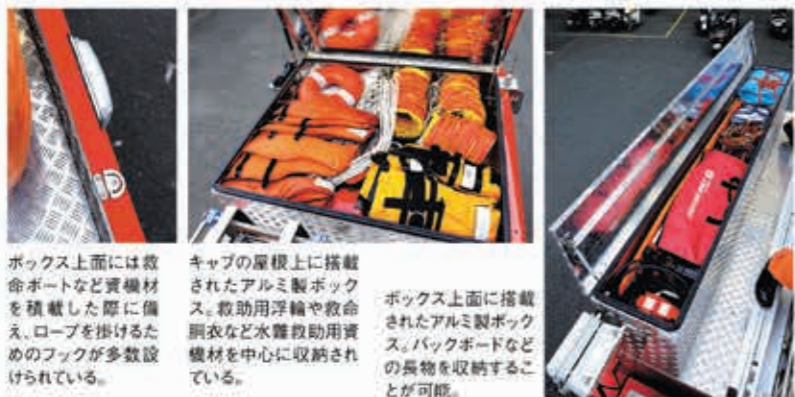 ボックス上面には救
命ボートなど資機材
を積載した際に備
え、ロープを掛けるた
めのフックが多数設
けられている。
キャブの屋根上に搭載
されたアルミ製ボック
ス。救助用浮輪や救命
胴衣など水難救助用資
機材を中心に収納され
ている。
ボックス上面に搭載
されたアルミ製ボック
ス。バックボードなど
の長物を収納するこ
とが可能。